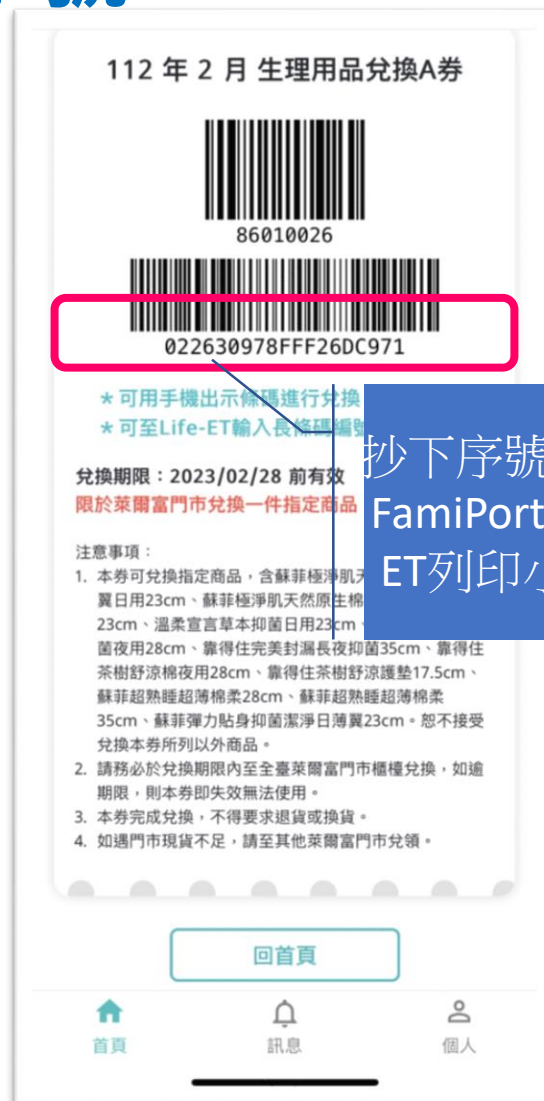 號
112 年 2 月 生理用品兌換A券
86010026
022630978FFF26DC971
*可用手機出示條碼進行兌換
*可至Life-ET輸入長條碼編號
抄下序號
FamiPort
ET列印小
兌換期限：2023/02/28 前有效
限於萊爾富門市兌換一件指定商品
注意事項：
1. 本券可兌換指定商品，含蘇菲極淨肌天
翼日用23cm、蘇菲極淨肌天然原生棉
23cm、溫柔宣言草本抑菌日用23cm
菌夜用28cm、靠得住完美封漏長夜抑菌35cm、靠得住
茶樹舒涼棉夜用28cm、靠得住茶樹舒涼護墊17.5cm、
蘇菲超熟睡超薄棉柔28cm、蘇菲超熟睡超薄棉柔
35cm、蘇菲彈力貼身抑菌潔淨日薄翼23cm。恕不接受
兌換本券所列以外商品。
2. 請務必於兌換期限內至全臺萊爾富門市櫃檯兌換，如逾
期限，則本券即失效無法使用。
3. 本券完成兌換，不得要求退貨或換貨。
4. 如遇門市現貨不足，請至其他萊爾富門市兌領。
回首頁
首頁
訊息
個人